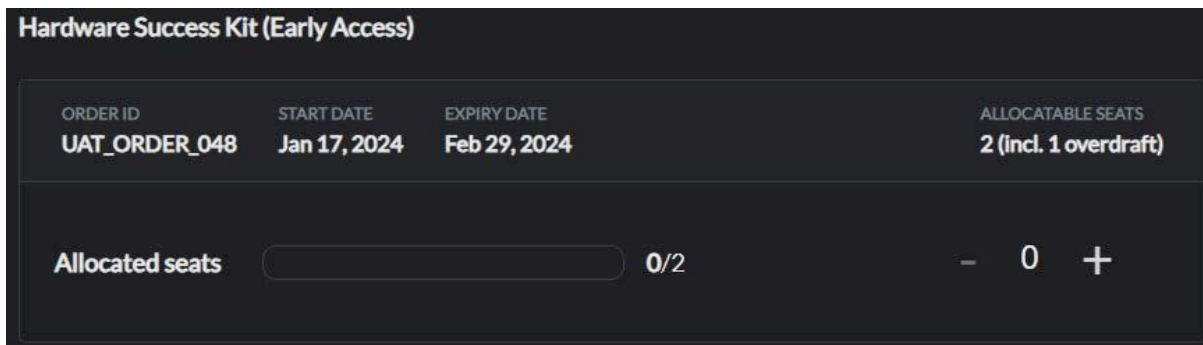 Hardware Success Kit (Early Access)
ORDER ID START DATE EXPIRY DATE ALLOCATABLE SEATS
UAT_ORDER_048 Jan 17, 2024 Feb 29, 2024 2 (incl. 1 overdraft)
Allocated seats 0/2 - 0 +